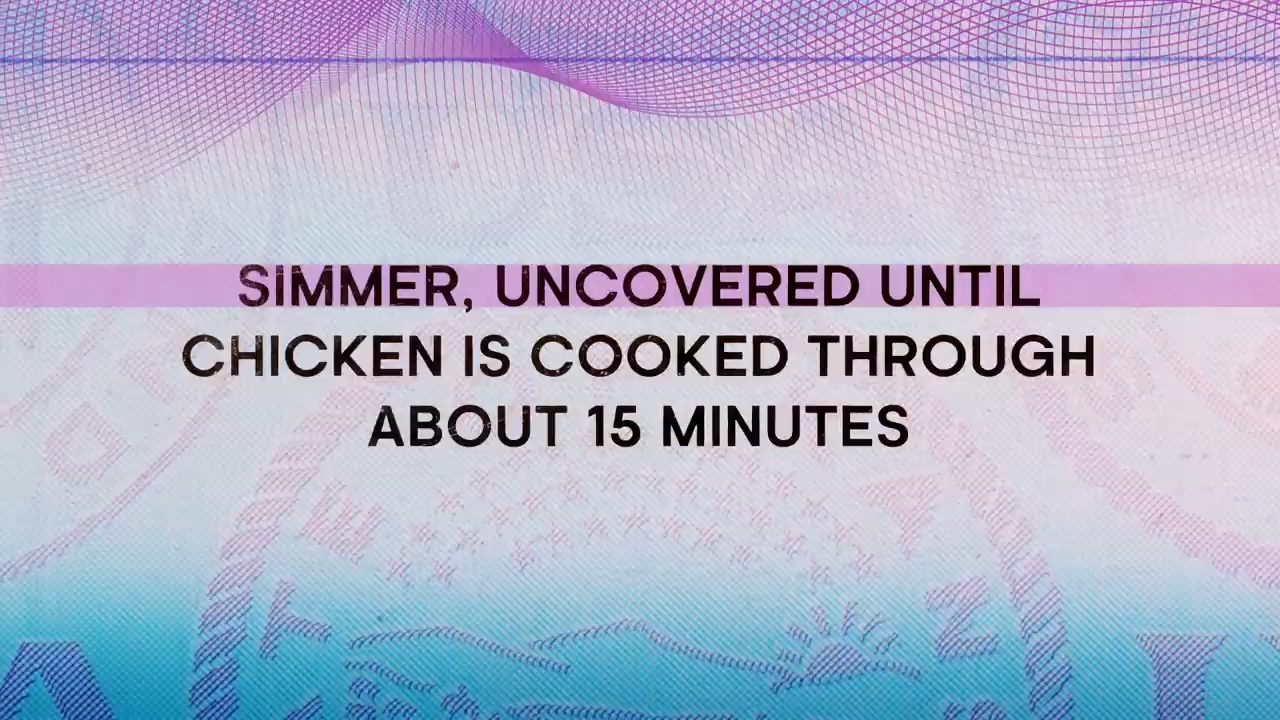 SIMMER, UNCOVERED UNTIL
CHICKEN IS COOKED THROUGH
ABOUT 15 MINUTES